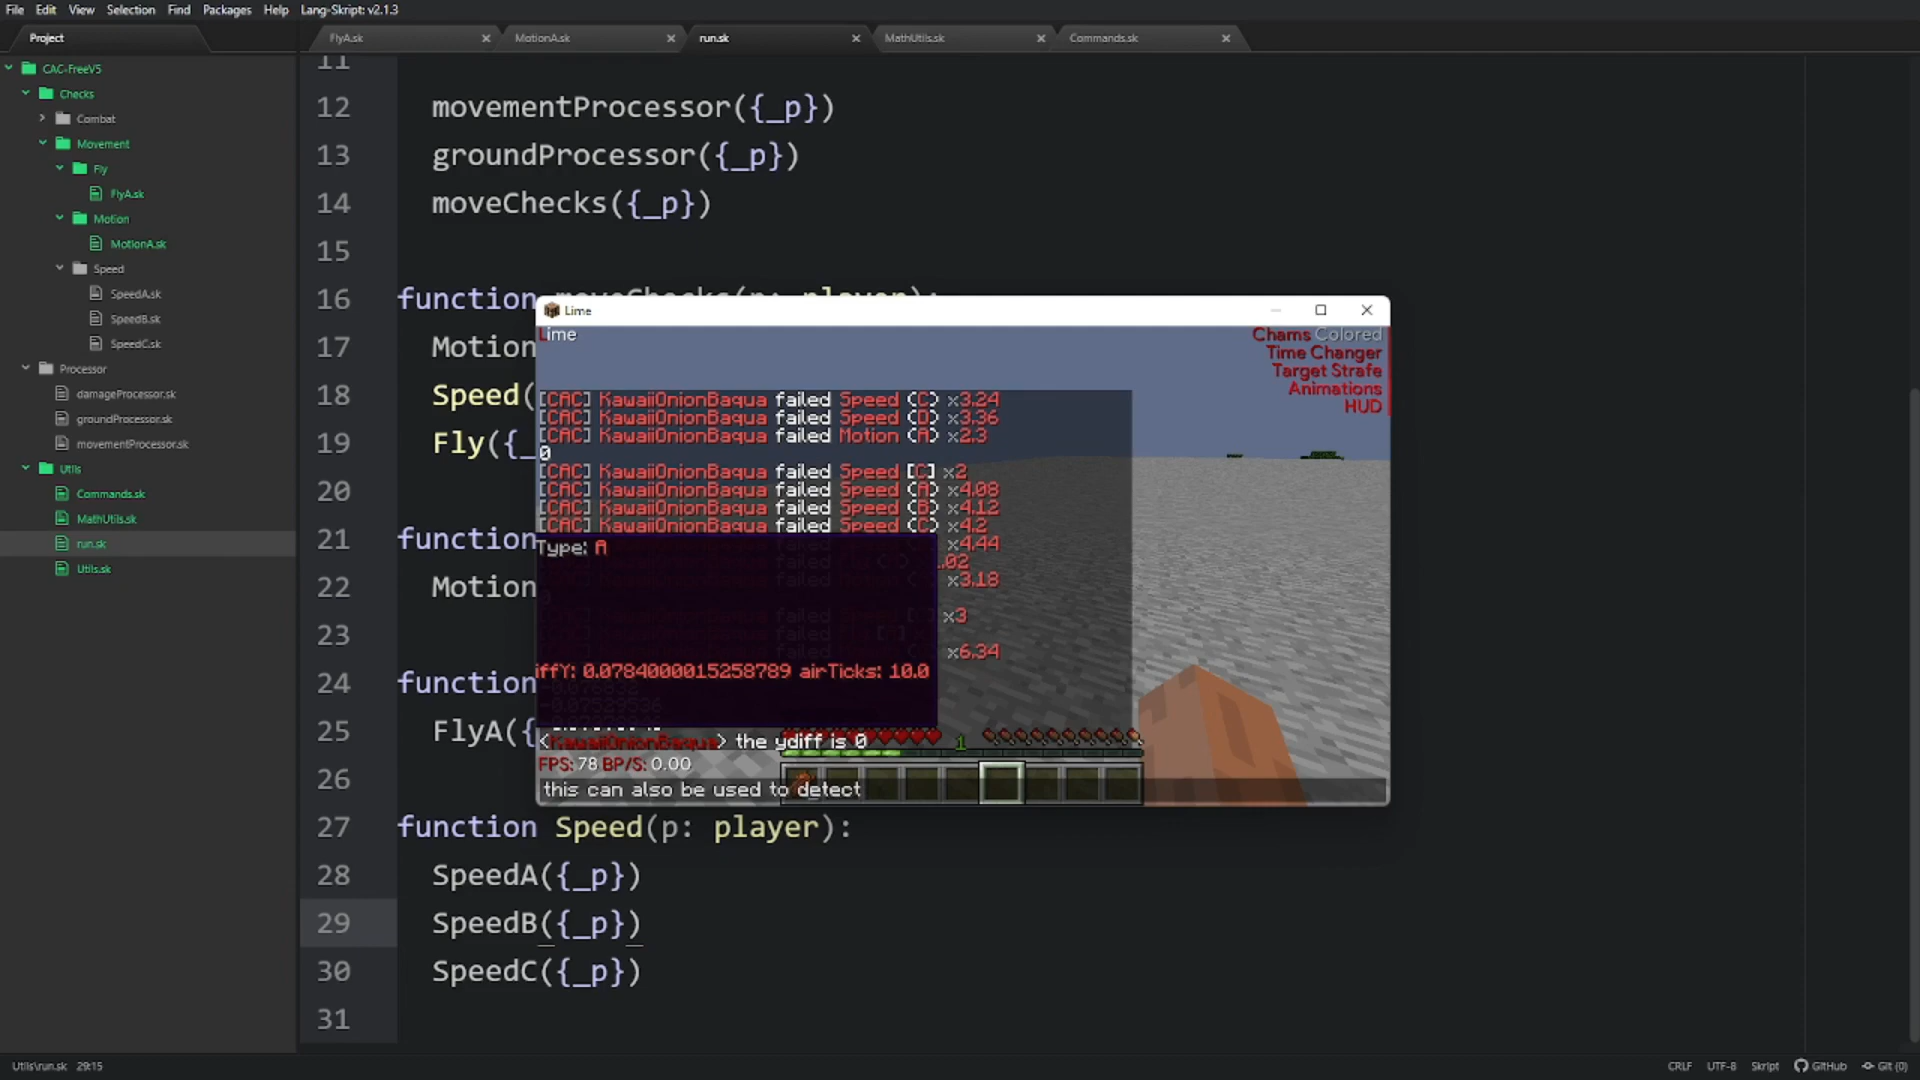 File Edit View Selection Find Packages Help Lang-Skript: v2.1.3
Project
FlyA.sk
MotionA.sk
run.sk
MathUtils.sk
Commands.sk
CAC-FreeV5
Checks
Combat
Movement
Fly
FlyA.sk
Motion
MotionA.sk
Speed
SpeedA.sk
SpeedB.sk
SpeedC.sk
Processor
damageProcessor.sk
groundProcessor.sk
movementProcessor.sk
Utils
Commands.sk
MathUtils.sk
run.sk
Utils.sk
11
12 movementProcessor({_p})
13 groundProcessor({_p})
14 moveChecks({_p})
15
16 function moveChecks(p: player):
17 Motion
18 Speed(
19 Fly({_
20
21 function
22 Motion
23
24 function
25 FlyA({
26
27 function Speed(p: player):
28 SpeedA({_p})
29 SpeedB({_p})
30 SpeedC({_p})
31
Lime
Lime
Chams Colored
Time Changer
Target Strafe
Animations
HUD
[CAC] KawaiiOnionBaqua failed Speed (C) x3.24
[CAC] KawaiiOnionBaqua failed Speed (B) x3.36
[CAC] KawaiiOnionBaqua failed Motion (A) x2.3
0
[CAC] KawaiiOnionBaqua failed Speed [C] x2
[CAC] KawaiiOnionBaqua failed Speed (A) x4.08
[CAC] KawaiiOnionBaqua failed Speed (B) x4.12
[CAC] KawaiiOnionBaqua failed Speed (C) x4.2
x4.44
Type: A
.02
x3.18
x3
x6.34
iffY: 0.0784000015258789 airTicks: 10.0
-0.07529536
<KawaiiOnionBaqua> the ydiff is 0
1
FPS: 78 BP/S: 0.00
this can also be used to detect
Utils\run.sk 29:15
CRLF UTF-8 Skript GitHub Git (0)